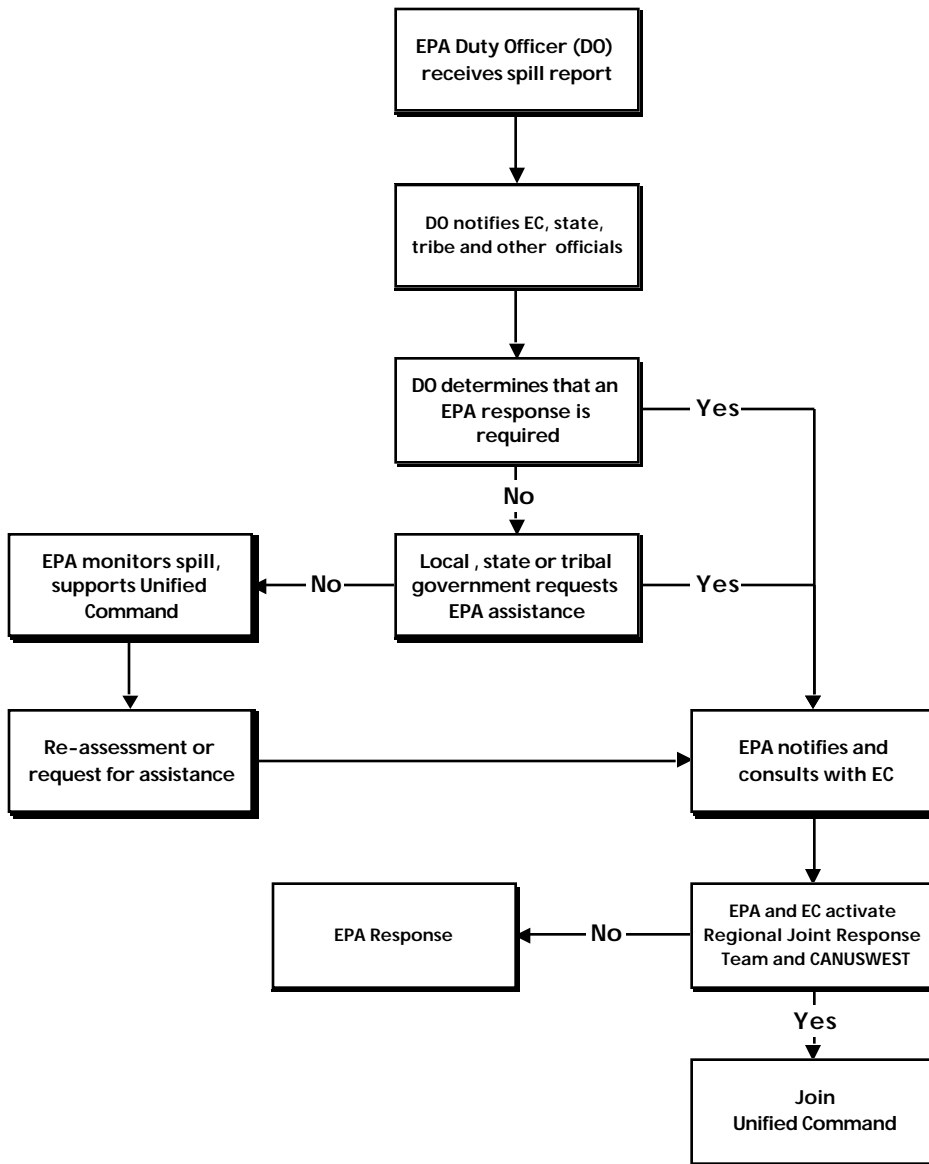 EPA Duty Officer (DO)
receives spill report
DO notifies EC, state,
tribe and other officials
DO determines that an
EPA response is
required
Yes
No
EPA monitors spill,
supports Unified
Command
No
Local , state or tribal
government requests
EPA assistance
Yes
Re-assessment or
request for assistance
EPA notifies and
consults with EC
EPA Response
No
EPA and EC activate
Regional Joint Response
Team and CANUSWEST
Yes
Join
Unified Command